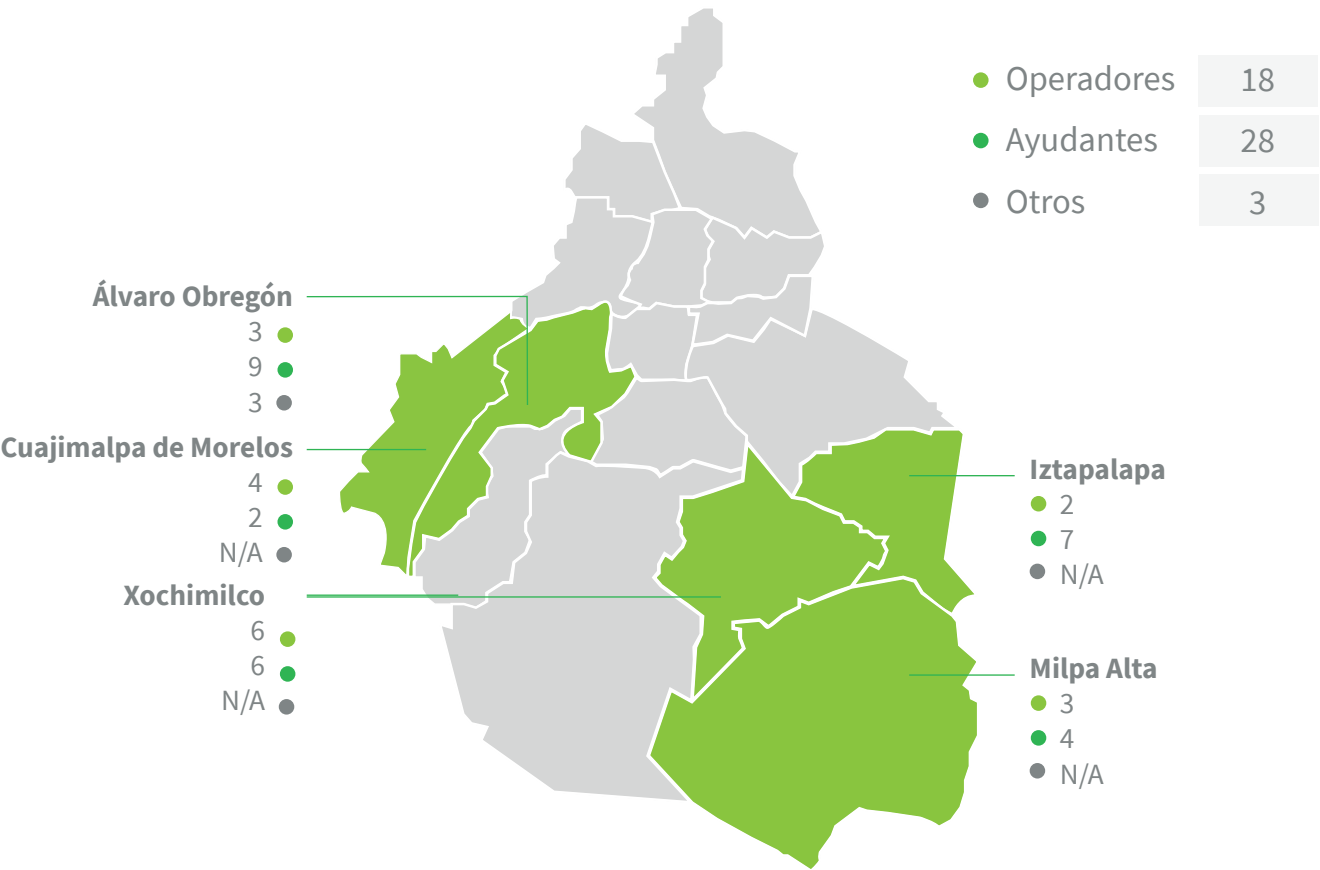 Operadores 18
Ayudantes 28
Otros 3
Álvaro Obregón
3
9
3
Cuajimalpa de Morelos
4
2
N/A
Xochimilco
6
6
N/A
Iztapalapa
2
7
N/A
Milpa Alta
3
4
N/A